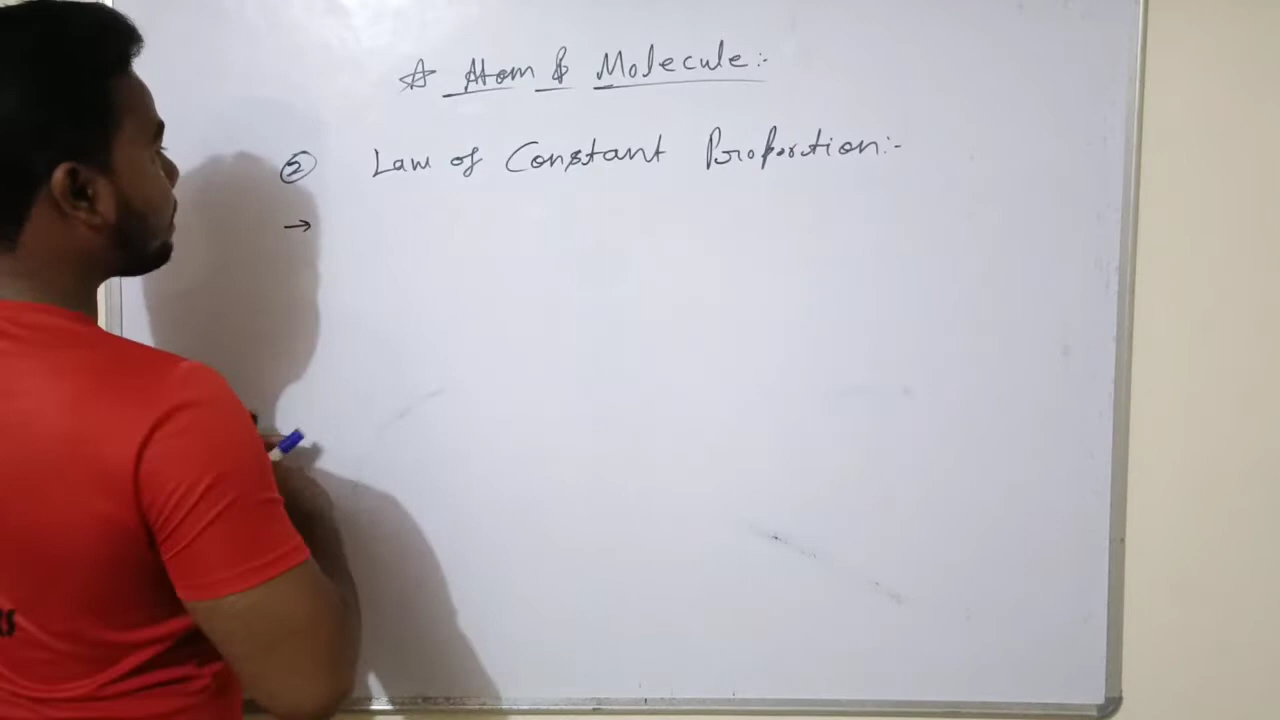 ☆ Atom & Molecule:-
② Law of Constant Proportion:-
→